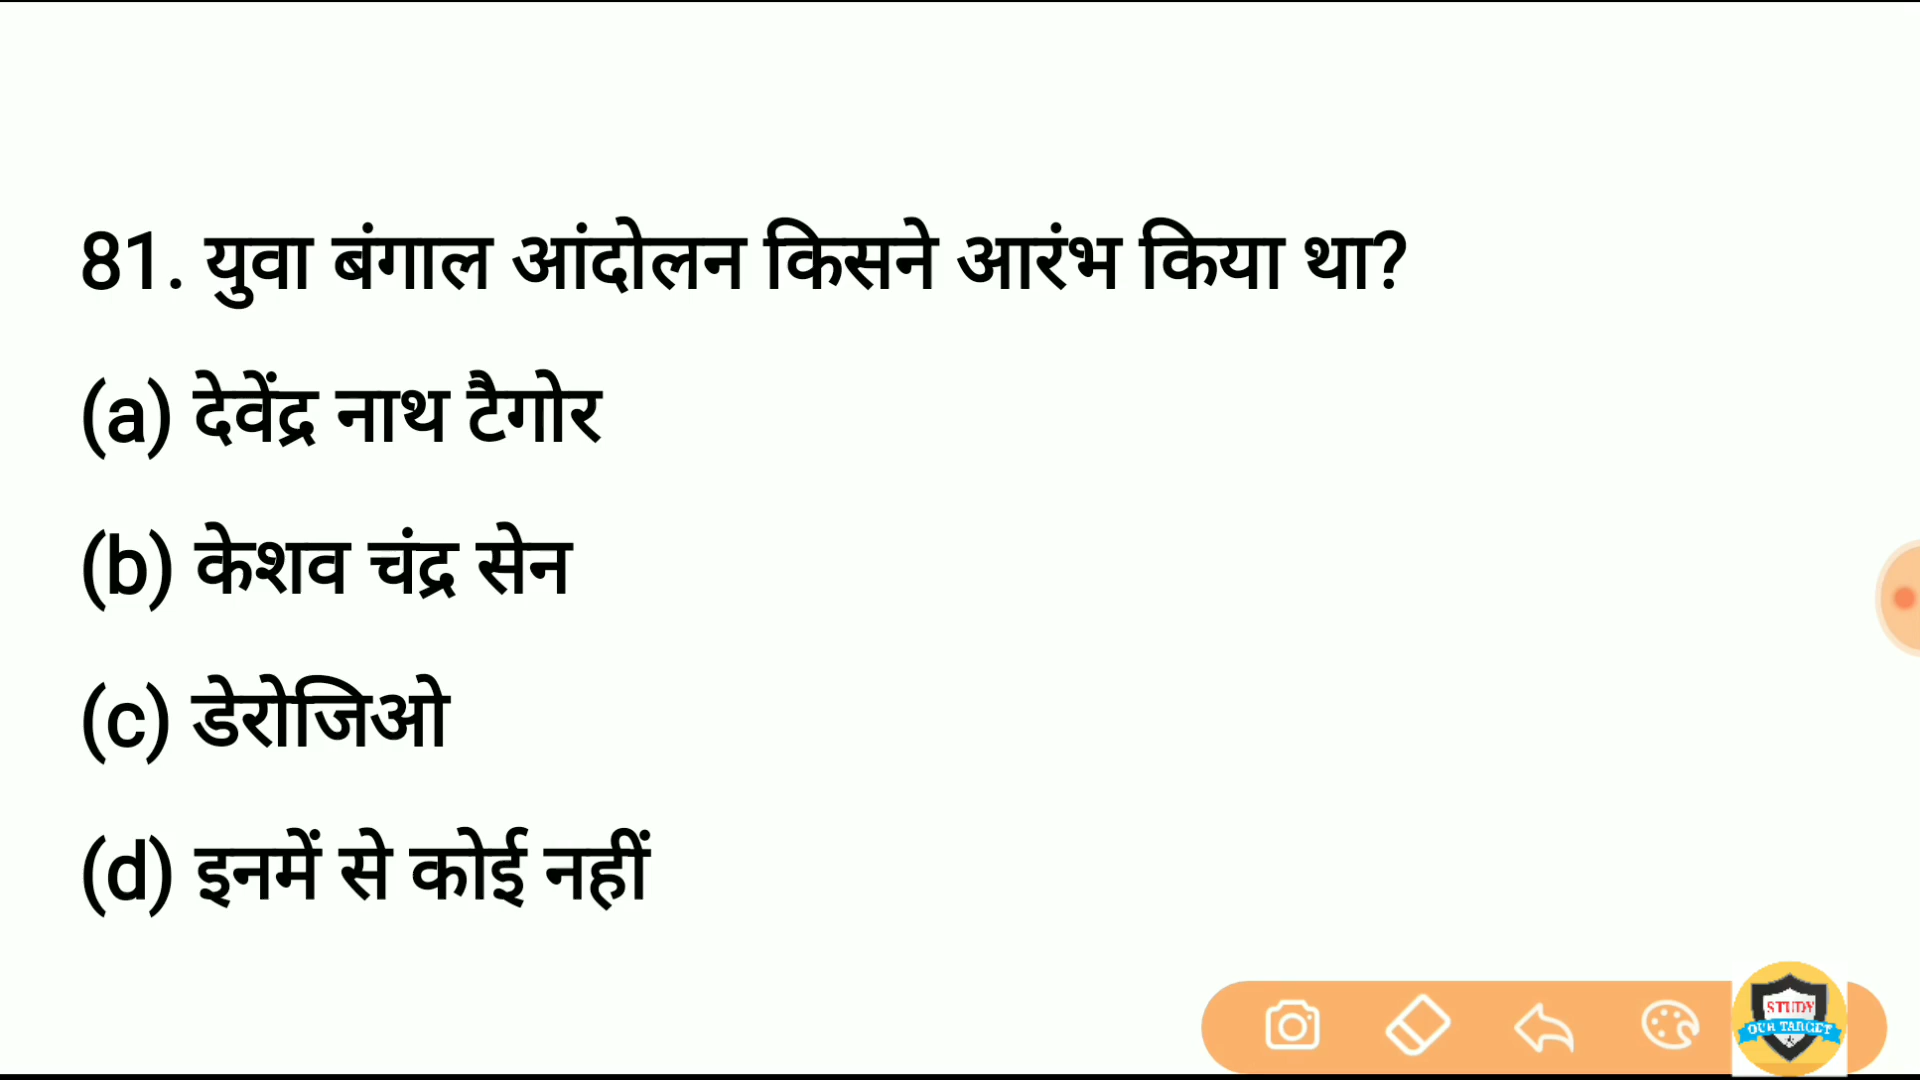 81. युवा बंगाल आंदोलन किसने आरंभ किया था?
(a) देवेंद्र नाथ टैगोर
(b) केशव चंद्र सेन
(c) डेरोजिओ
(d) इनमें से कोई नहीं
STUDY
OUR TARGET